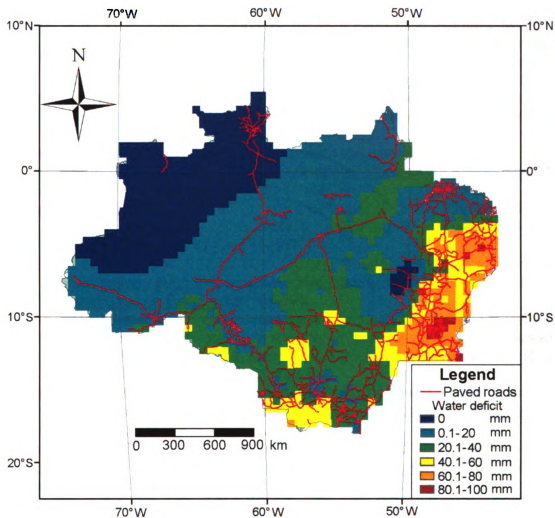 70°W 60°W 50°W
10°N 10°N
N
0° 0°
10°S 10°S
Legend
Paved roads
Water deficit
0 mm
0.1-20 mm
20.1-40 mm
40.1-60 mm
60.1-80 mm
80.1-100 mm
0 300 600 900 km
20°S 20°S
70°W 60°W 50°W